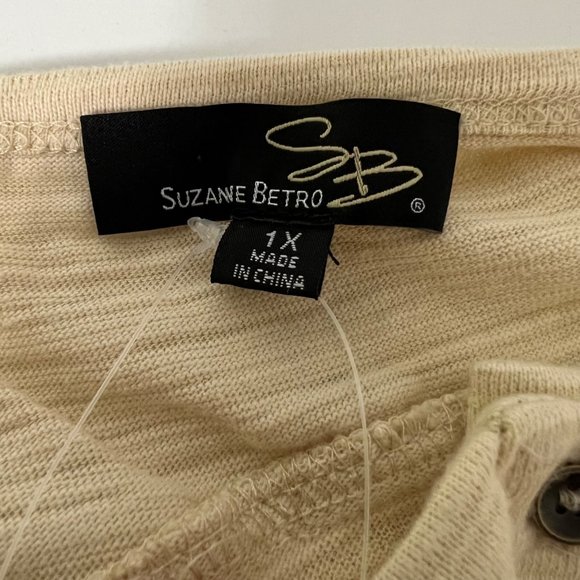 SB
SUZANNE BETRO ®
1X
MADE
IN CHINA